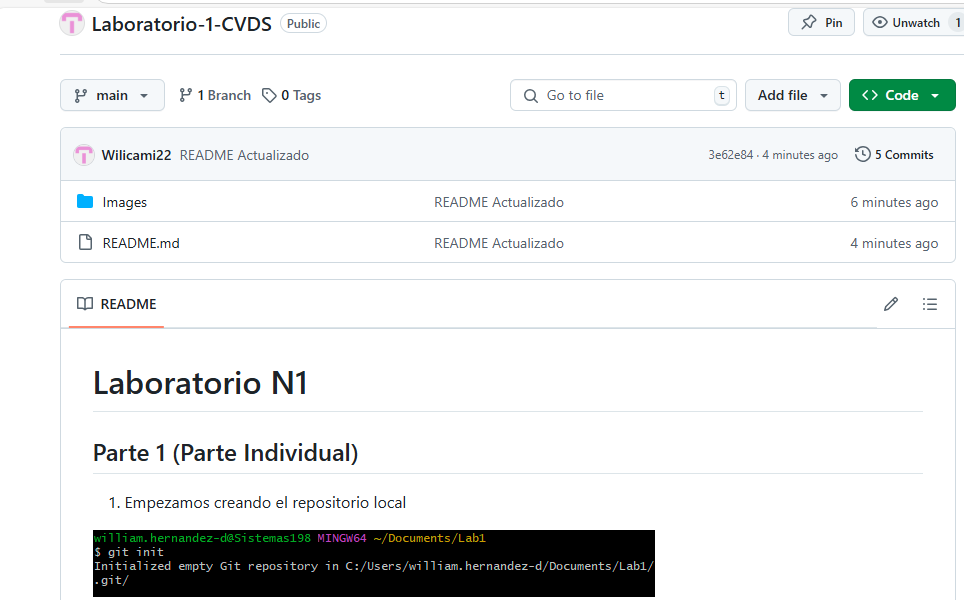 Laboratorio-1-CVDS Public Pin Unwatch 1
main 1 Branch 0 Tags Go to file t Add file Code
Wilicami22 README Actualizado 3e62e84 · 4 minutes ago 5 Commits
Images README Actualizado 6 minutes ago
README.md README Actualizado 4 minutes ago
README
Laboratorio N1
Parte 1 (Parte Individual)
1. Empezamos creando el repositorio local
william.hernandez-d@Sistemas198 MINGW64 ~/Documents/Lab1
$ git init
Initialized empty Git repository in C:/Users/william.hernandez-d/Documents/Lab1/
.git/